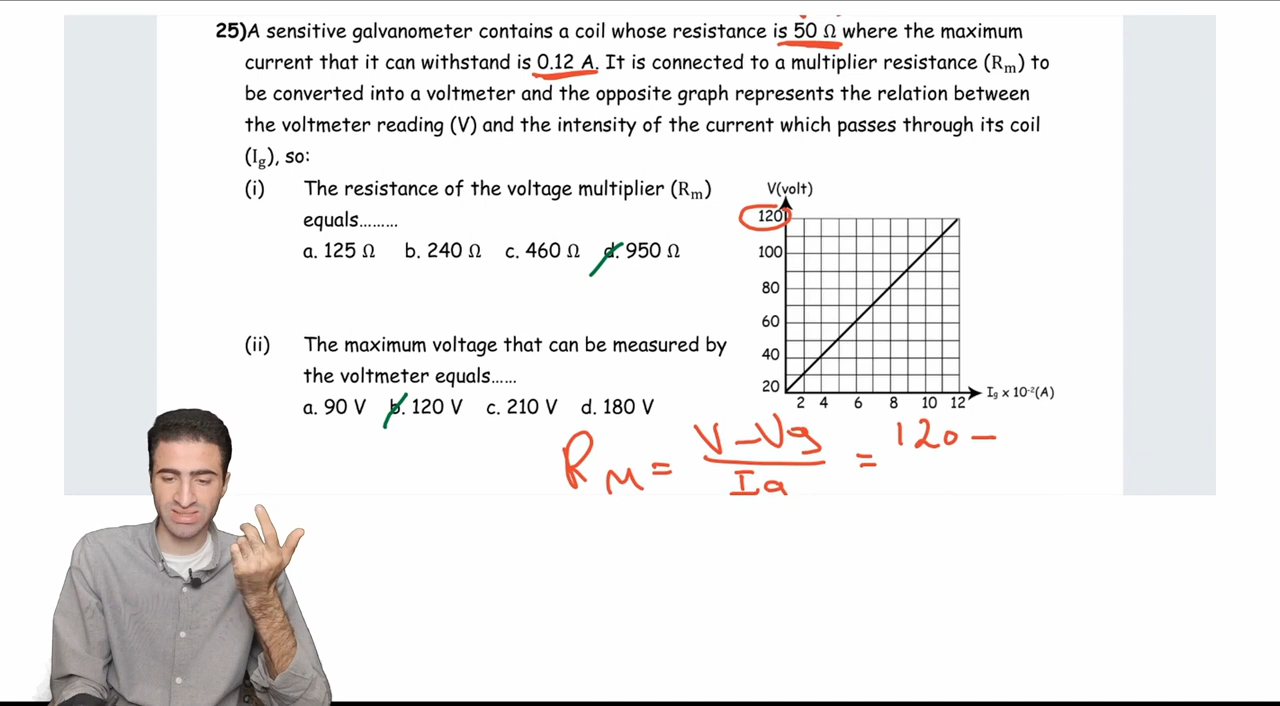 25)A sensitive galvanometer contains a coil whose resistance is 50 Ω where the maximum
current that it can withstand is 0.12 A. It is connected to a multiplier resistance (Rm) to
be converted into a voltmeter and the opposite graph represents the relation between
the voltmeter reading (V) and the intensity of the current which passes through its coil
(Ig), so:
(i) The resistance of the voltage multiplier (Rm)
equals.........
a. 125 Ω b. 240 Ω c. 460 Ω d. 950 Ω
(ii) The maximum voltage that can be measured by
the voltmeter equals......
a. 90 V b. 120 V c. 210 V d. 180 V
V(volt)
120
100
80
60
40
20
2 4 6 8 10 12
Ig x 10⁻²(A)
RM = V - Vg / Ig = 120 -